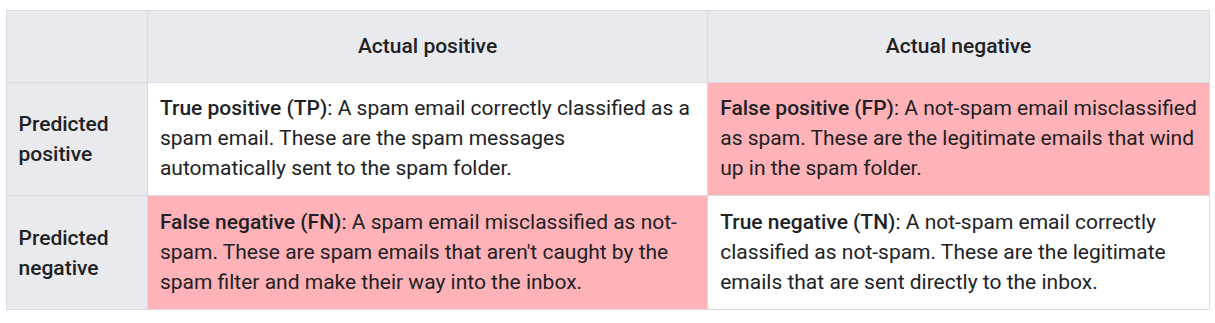 Actual positive
Actual negative
Predicted
positive
True positive (TP): A spam email correctly classified as a
spam email. These are the spam messages
automatically sent to the spam folder.
False positive (FP): A not-spam email misclassified
as spam. These are the legitimate emails that wind
up in the spam folder.
Predicted
negative
False negative (FN): A spam email misclassified as not-
spam. These are spam emails that aren't caught by the
spam filter and make their way into the inbox.
True negative (TN): A not-spam email correctly
classified as not-spam. These are the legitimate
emails that are sent directly to the inbox.